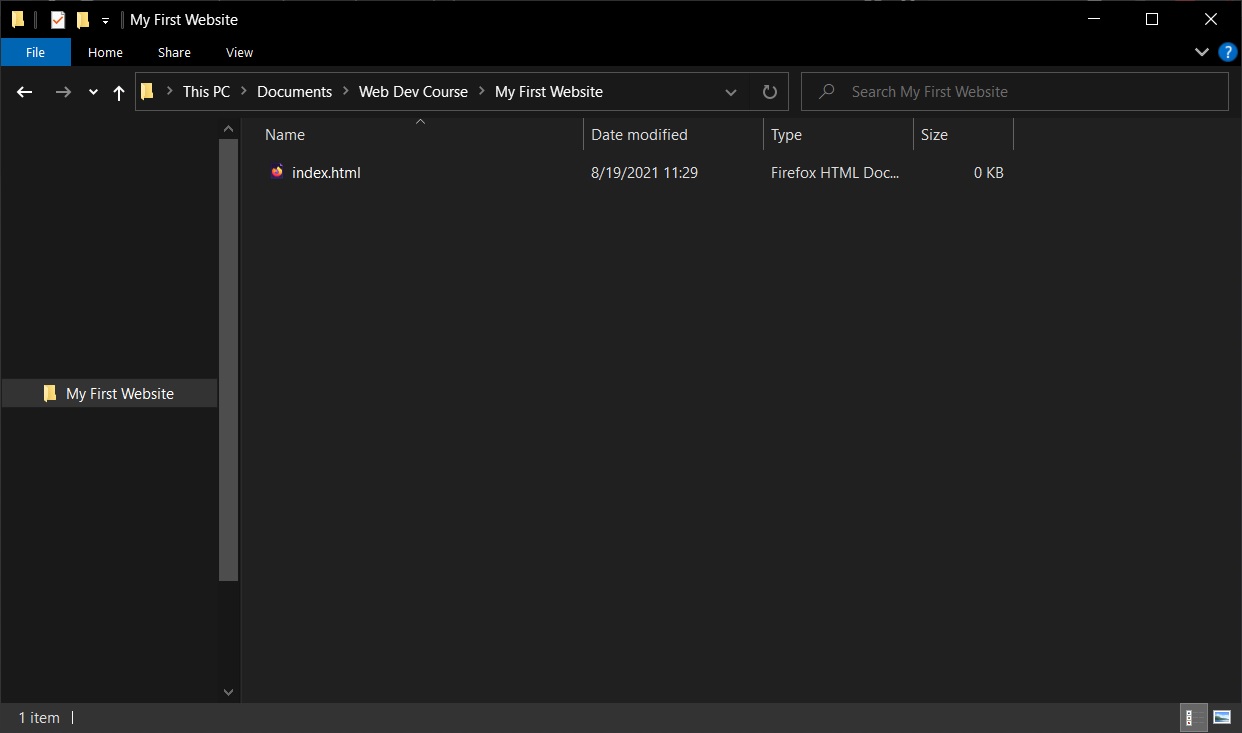 My First Website
File Home Share View ?
This PC Documents Web Dev Course My First Website Search My First Website
Name Date modified Type Size
index.html 8/19/2021 11:29 Firefox HTML Doc... 0 KB
My First Website
1 item